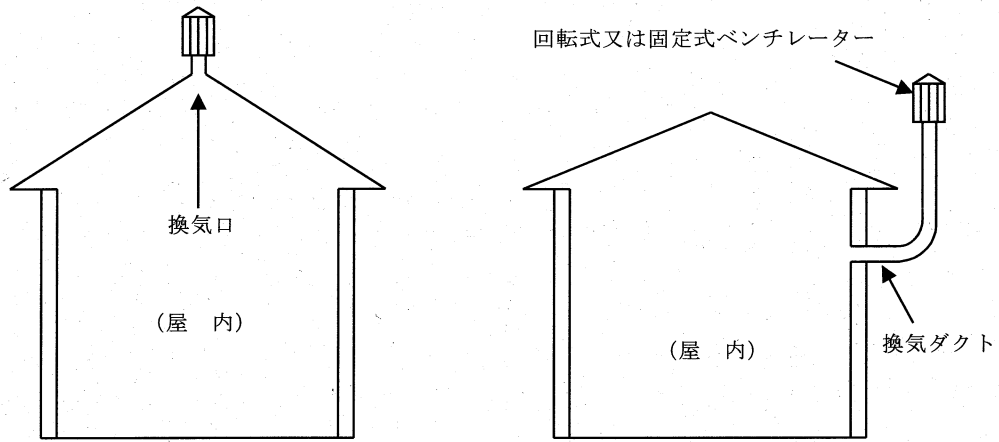 回転式又は固定式ベンチレーター
換気口
(屋　内)
(屋　内)
換気ダクト